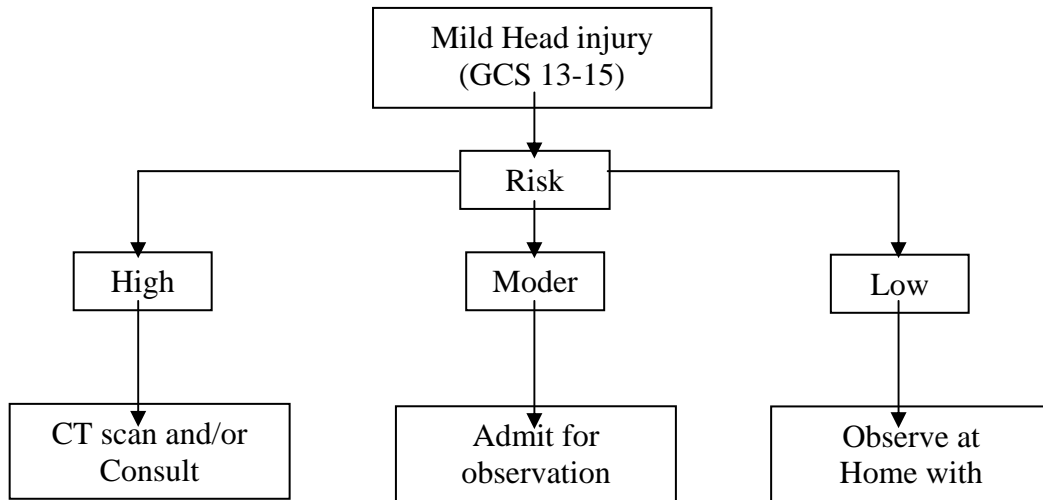 Mild Head injury
(GCS 13-15)
Risk
High
Moder
Low
CT scan and/or
Consult
Admit for
observation
Observe at
Home with